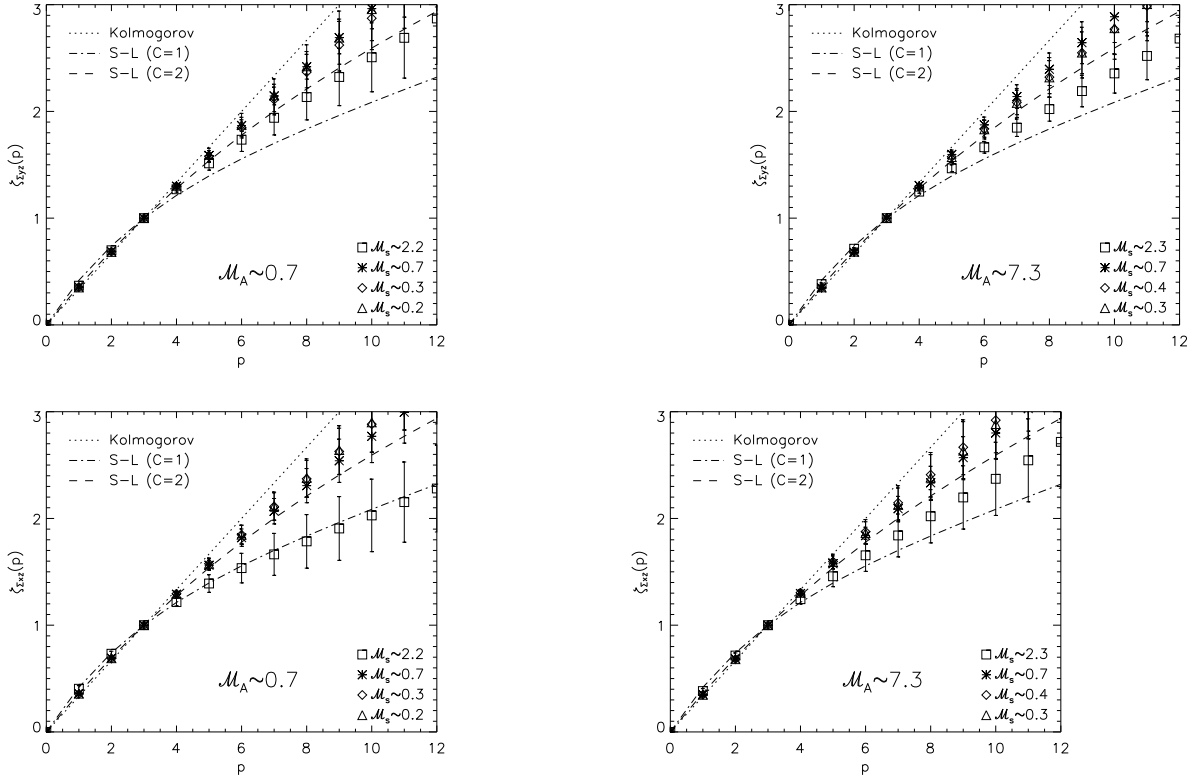 3
2
1
0
ζΣyz(p)
Kolmogorov
S−L (C=1)
S−L (C=2)
ℳA~0.7
ℳs~2.2
ℳs~0.7
ℳs~0.3
ℳs~0.2
0 2 4 6 8 10 12
p
3
2
1
0
ζΣyz(p)
Kolmogorov
S−L (C=1)
S−L (C=2)
ℳA~7.3
ℳs~2.3
ℳs~0.7
ℳs~0.4
ℳs~0.3
0 2 4 6 8 10 12
p
3
2
1
0
ζΣxz(p)
Kolmogorov
S−L (C=1)
S−L (C=2)
ℳA~0.7
ℳs~2.2
ℳs~0.7
ℳs~0.3
ℳs~0.2
0 2 4 6 8 10 12
p
3
2
1
0
ζΣxz(p)
Kolmogorov
S−L (C=1)
S−L (C=2)
ℳA~7.3
ℳs~2.3
ℳs~0.7
ℳs~0.4
ℳs~0.3
0 2 4 6 8 10 12
p